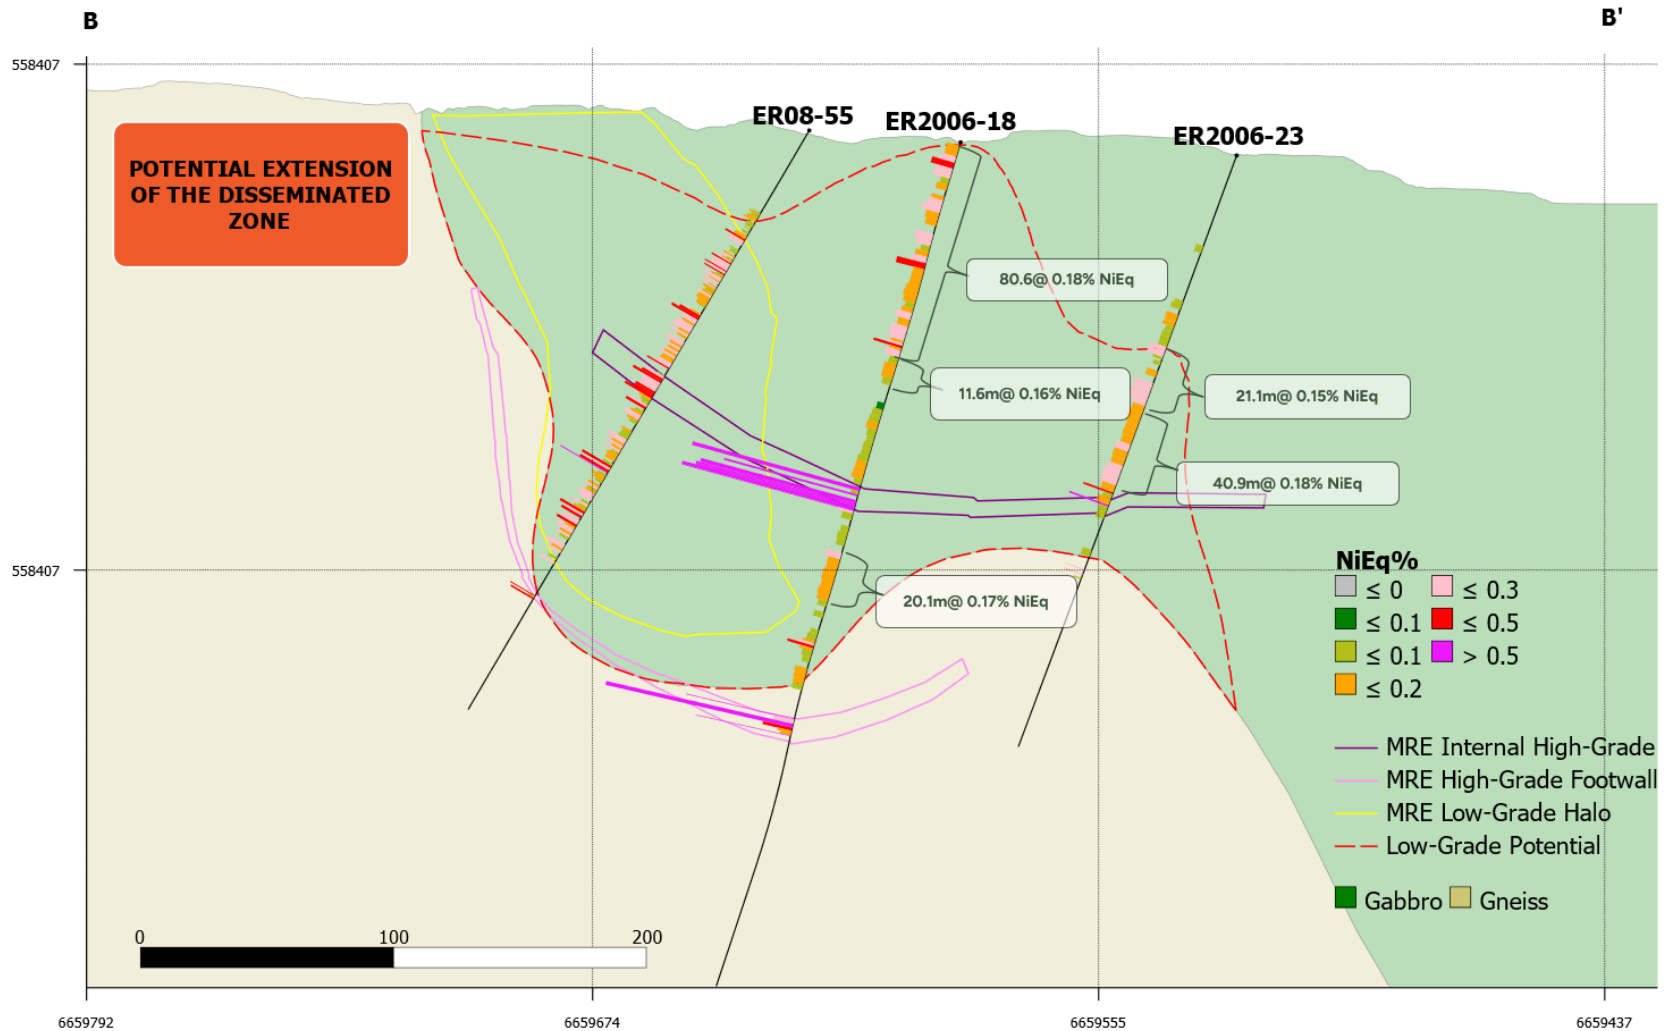 B
B'
558407
ER08-55
ER2006-18
ER2006-23
POTENTIAL EXTENSION
OF THE DISSEMINATED
ZONE
80.6@ 0.18% NiEq
11.6m@ 0.16% NiEq
21.1m@ 0.15% NiEq
40.9m@ 0.18% NiEq
558407
20.1m@ 0.17% NiEq
NiEq%
≤ 0
≤ 0.3
≤ 0.1
≤ 0.5
≤ 0.1
> 0.5
≤ 0.2
MRE Internal High-Grade
MRE High-Grade Footwall
MRE Low-Grade Halo
Low-Grade Potential
Gabbro
Gneiss
0
100
200
6659792
6659674
6659555
6659437